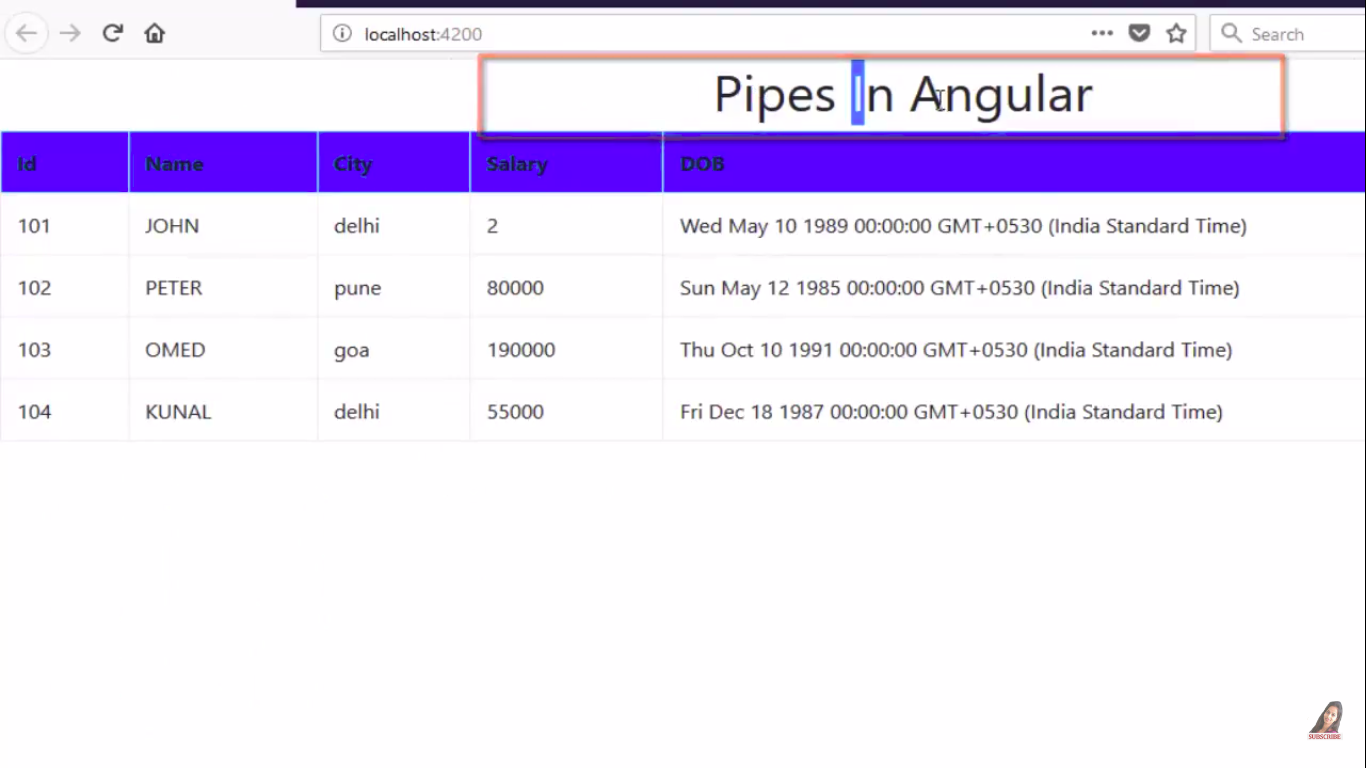 localhost:4200
Search
Pipes In Angular
Id Name City Salary DOB
101 JOHN delhi 2 Wed May 10 1989 00:00:00 GMT+0530 (India Standard Time)
102 PETER pune 80000 Sun May 12 1985 00:00:00 GMT+0530 (India Standard Time)
103 OMED goa 190000 Thu Oct 10 1991 00:00:00 GMT+0530 (India Standard Time)
104 KUNAL delhi 55000 Fri Dec 18 1987 00:00:00 GMT+0530 (India Standard Time)
SUBSCRIBE